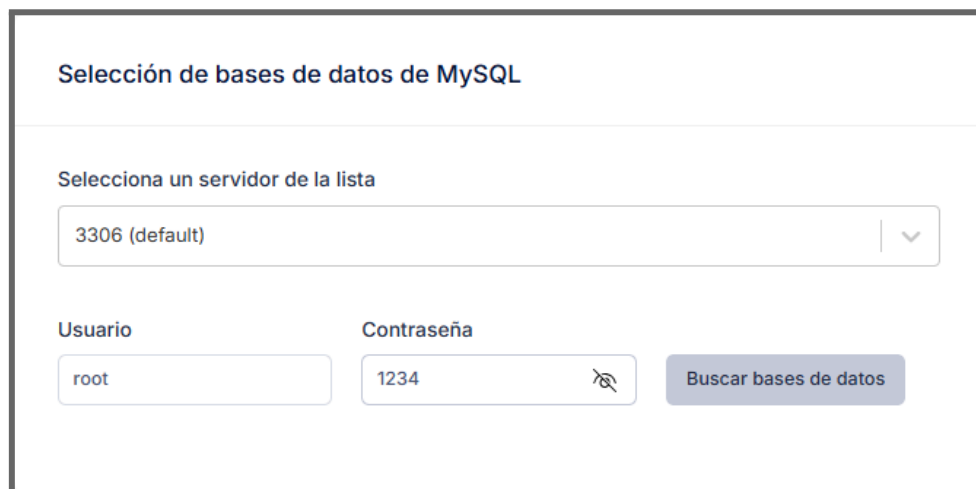 Selección de bases de datos de MySQL
Selecciona un servidor de la lista
3306 (default)
Usuario
Contraseña
root
1234
Buscar bases de datos